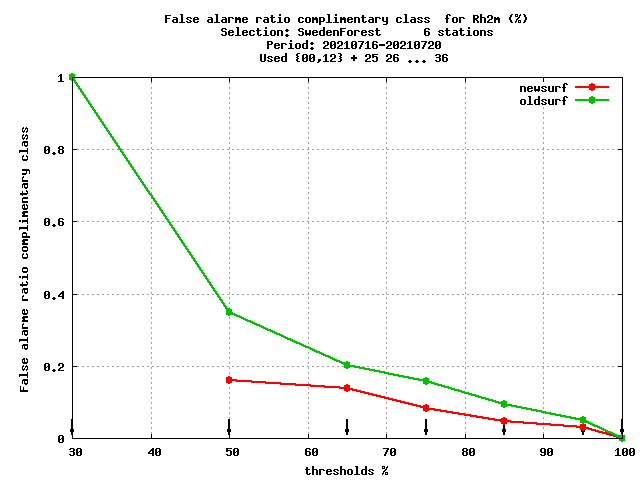 False alarme ratio complimentary class  for Rh2m (%)
Selection: SwedenForest      6 stations
Period: 20210716-20210720
Used {00,12} + 25 26 ... 36
newsurf
oldsurf
False alarme ratio complimentary class
1
0.8
0.6
0.4
0.2
0
30 40 50 60 70 80 90 100
thresholds %